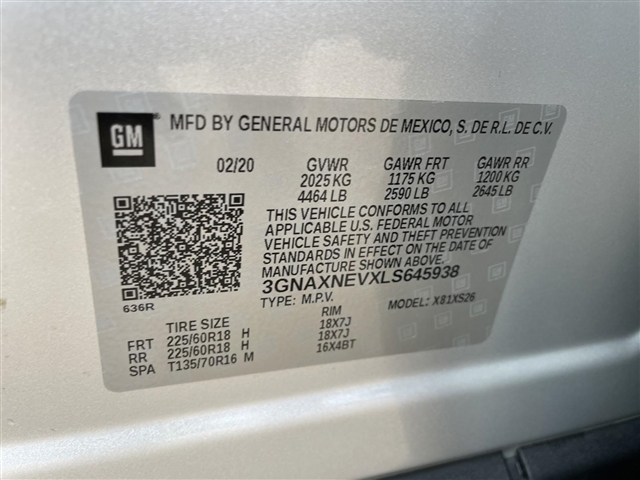 GM MFD BY GENERAL MOTORS DE MEXICO, S. DE R.L. DE C.V.
02/20 GVWR GAWR FRT GAWR RR
2025 KG 1175 KG 1200 KG
4464 LB 2590 LB 2645 LB
THIS VEHICLE CONFORMS TO ALL
APPLICABLE U.S. FEDERAL MOTOR
VEHICLE SAFETY AND THEFT PREVENTION
STANDARDS IN EFFECT ON THE DATE OF
MANUFACTURE SHOWN ABOVE.
3GNAXNEVXLS645938
636R TYPE: M.P.V. MODEL: X81XS26
TIRE SIZE RIM
FRT 225/60R18 H 18X7J
RR 225/60R18 H 18X7J
SPA T135/70R16 M 16X4BT